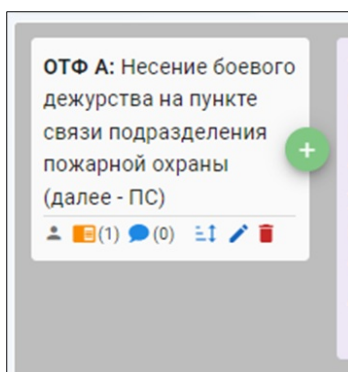 ОТФ А: Несение боевого
дежурства на пункте
связи подразделения
пожарной охраны
(далее - ПС)
(1) (0)